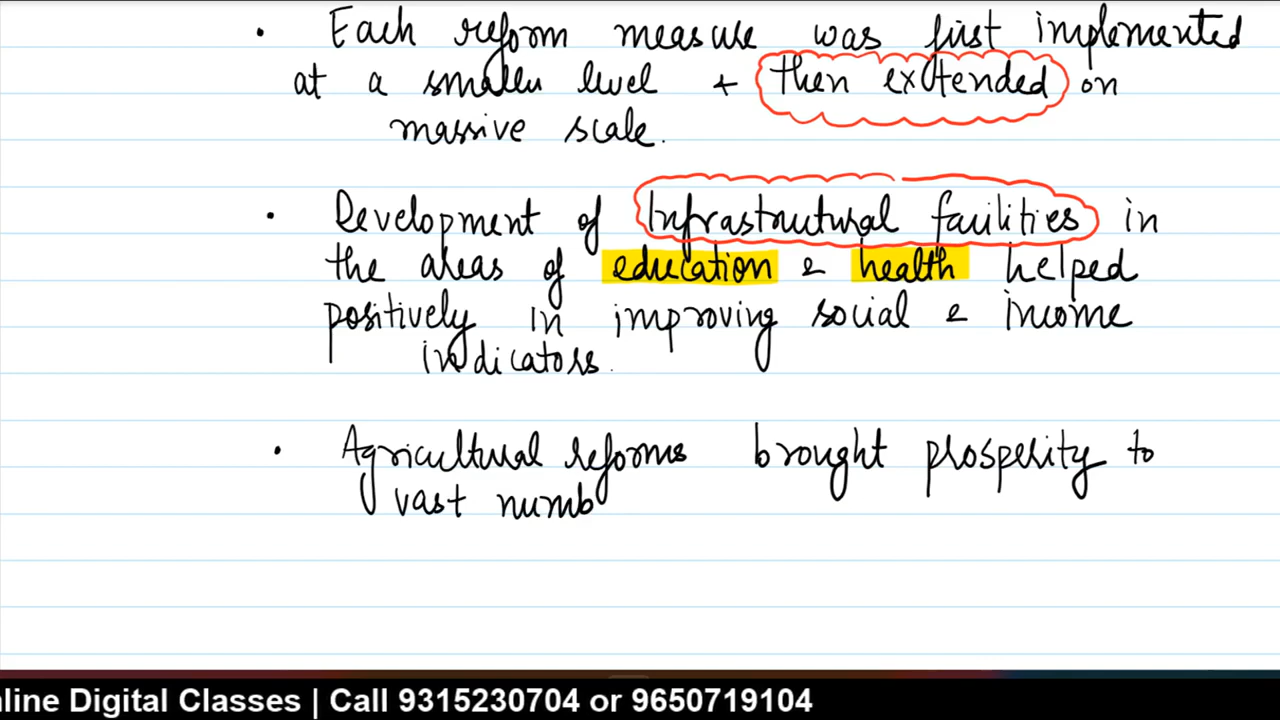 • Each reform measure was first implemented
at a smaller level + then extended on
massive scale.
• Development of Infrastructural facilities in
the areas of education & health helped
positively in improving social & income
indicators.
• Agricultural reforms brought prosperity to
vast numb
nline Digital Classes | Call 9315230704 or 9650719104